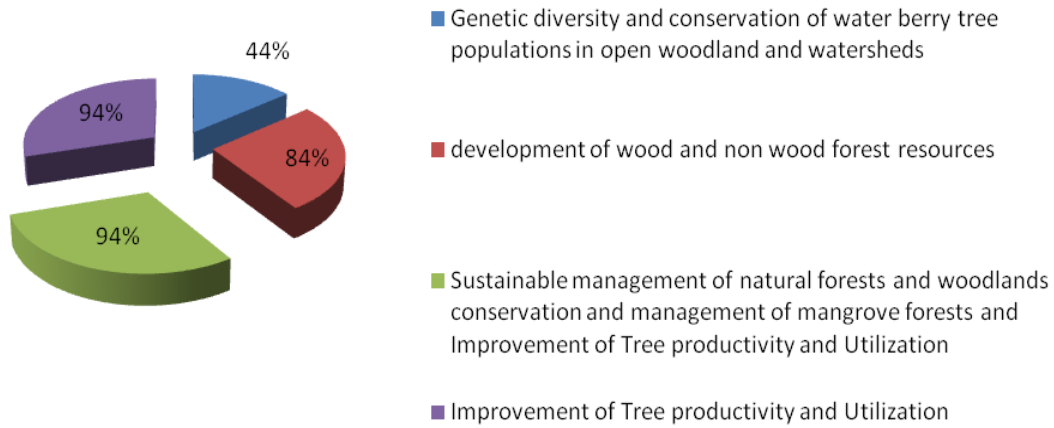 44%
94%
84%
94%
Genetic diversity and conservation of water berry tree
populations in open woodland and watersheds
development of wood and non wood forest resources
Sustainable management of natural forests and woodlands
conservation and management of mangrove forests and
Improvement of Tree productivity and Utilization
Improvement of Tree productivity and Utilization